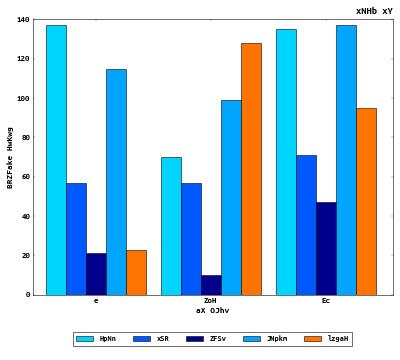 xNHb xY
140
120
100
80
60
40
20
0
BRZFake HwKwg
e ZoH Ec
aX OJhv
HpNn xSR ZFSv JNpkm lzgaH